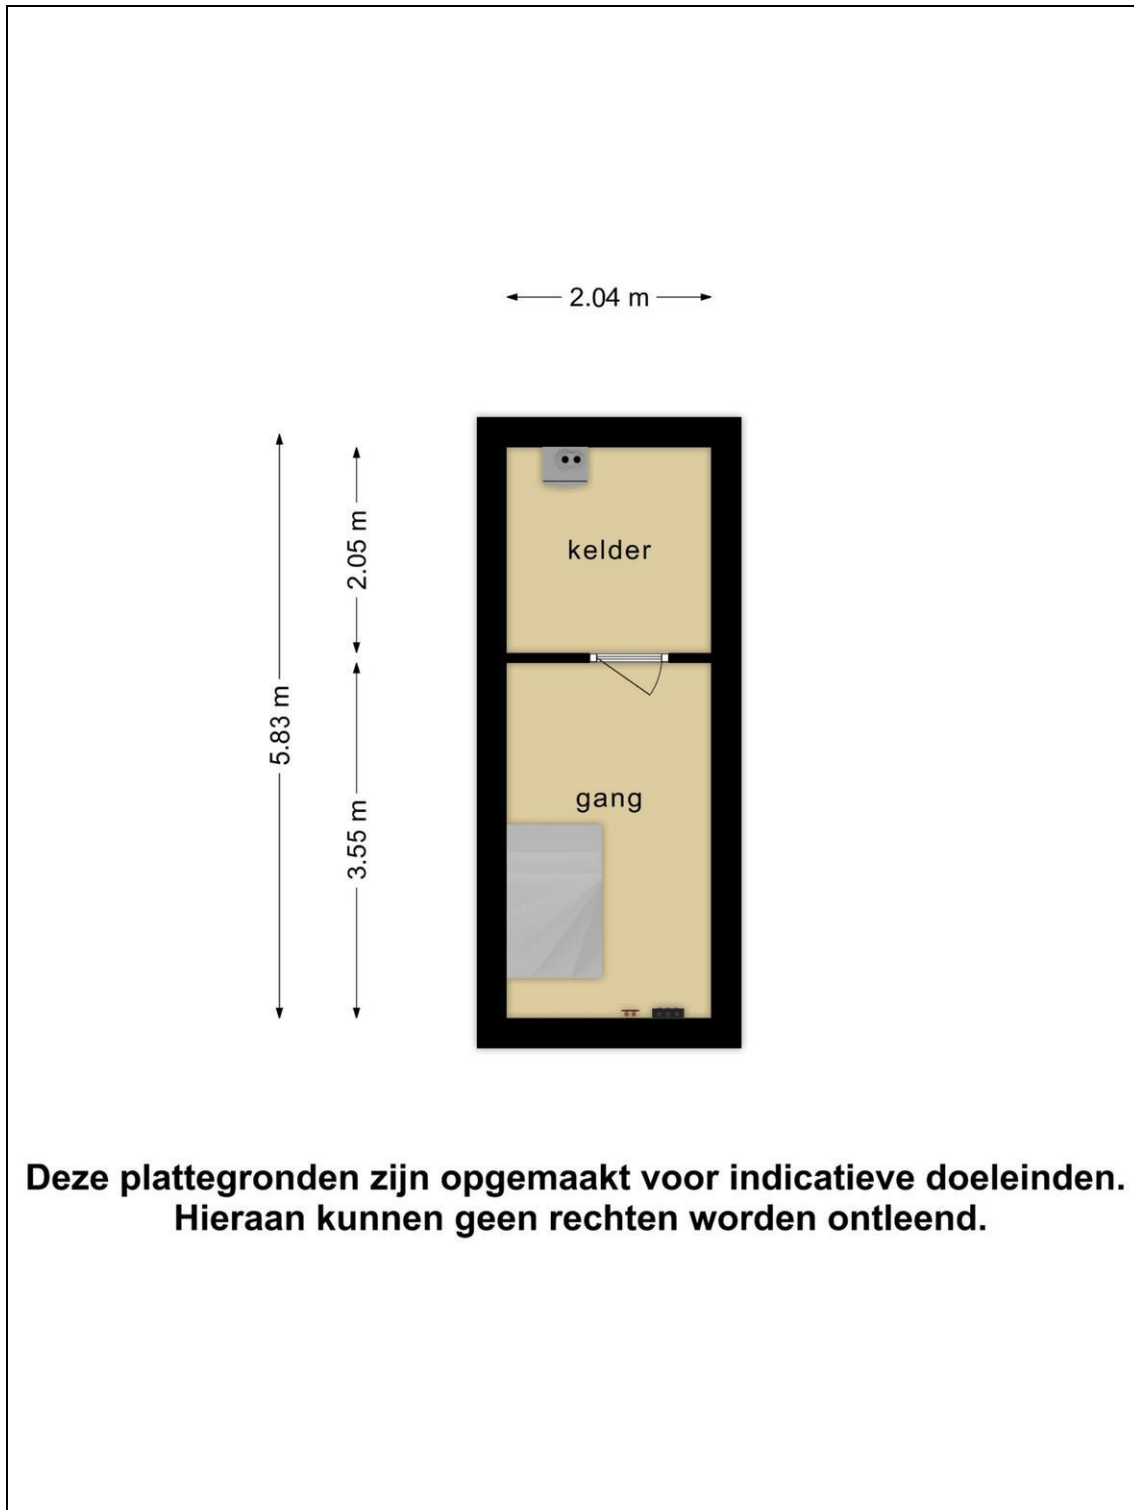 2.04 m
kelder
2.05 m
5.83 m
gang
3.55 m
Deze plattegronden zijn opgemaakt voor indicatieve doeleinden.
Hieraan kunnen geen rechten worden ontleend.